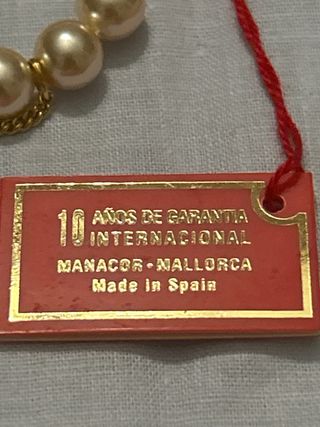 10 AÑOS DE GARANTIA
INTERNACIONAL
MANACOR - MALLORCA
Made in Spain